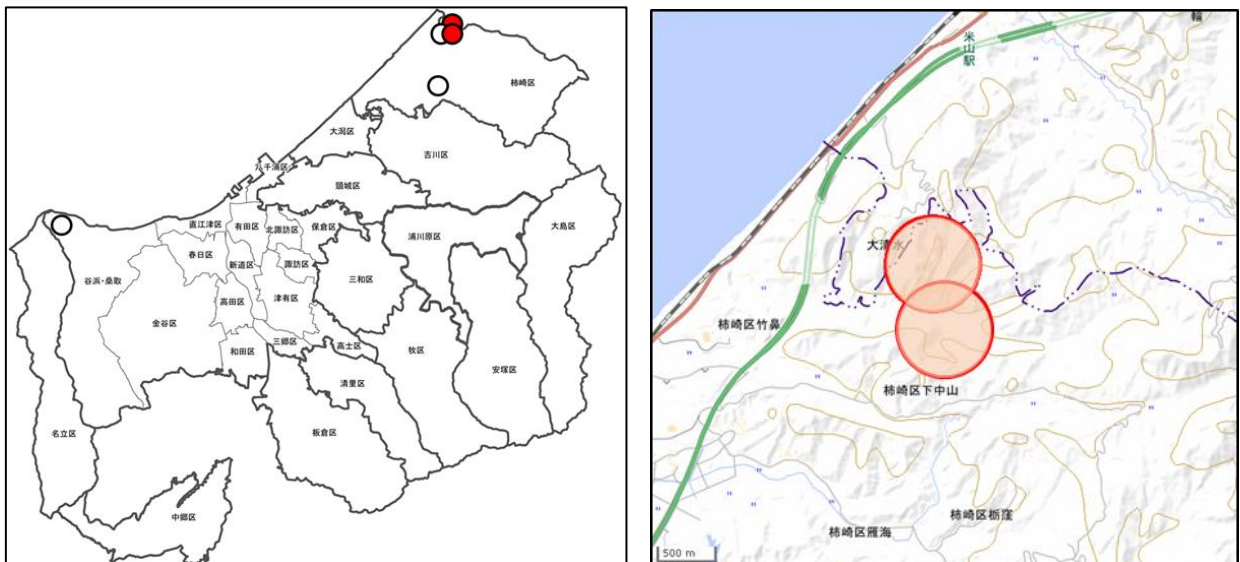 柿崎区
大潟区
吉川区
八千浦区
頸城区
大島区
直江津区
有田区
北諏訪区
保倉区
浦川原区
谷浜・桑取
春日区
新道区
諏訪区
三和区
高田区
津有区
金谷区
安塚区
和田区
三郷区
高士区
牧区
清里区
名立区
板倉区
中郷区
輪
米山駅
大清水
柿崎区竹鼻
柿崎区下中山
柿崎区栃窪
柿崎区雁海
500 m